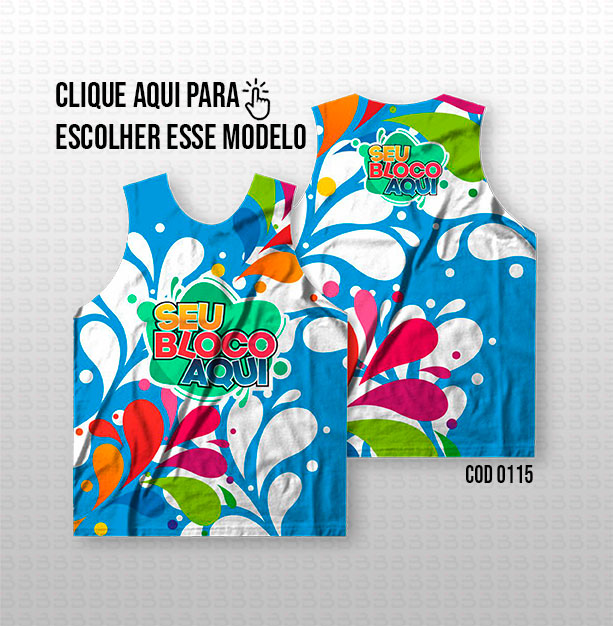 CLIQUE AQUI PARA
ESCOLHER ESSE MODELO
SEU
BLOCO
AQUI
SEU
BLOCO
AQUI
COD 0115